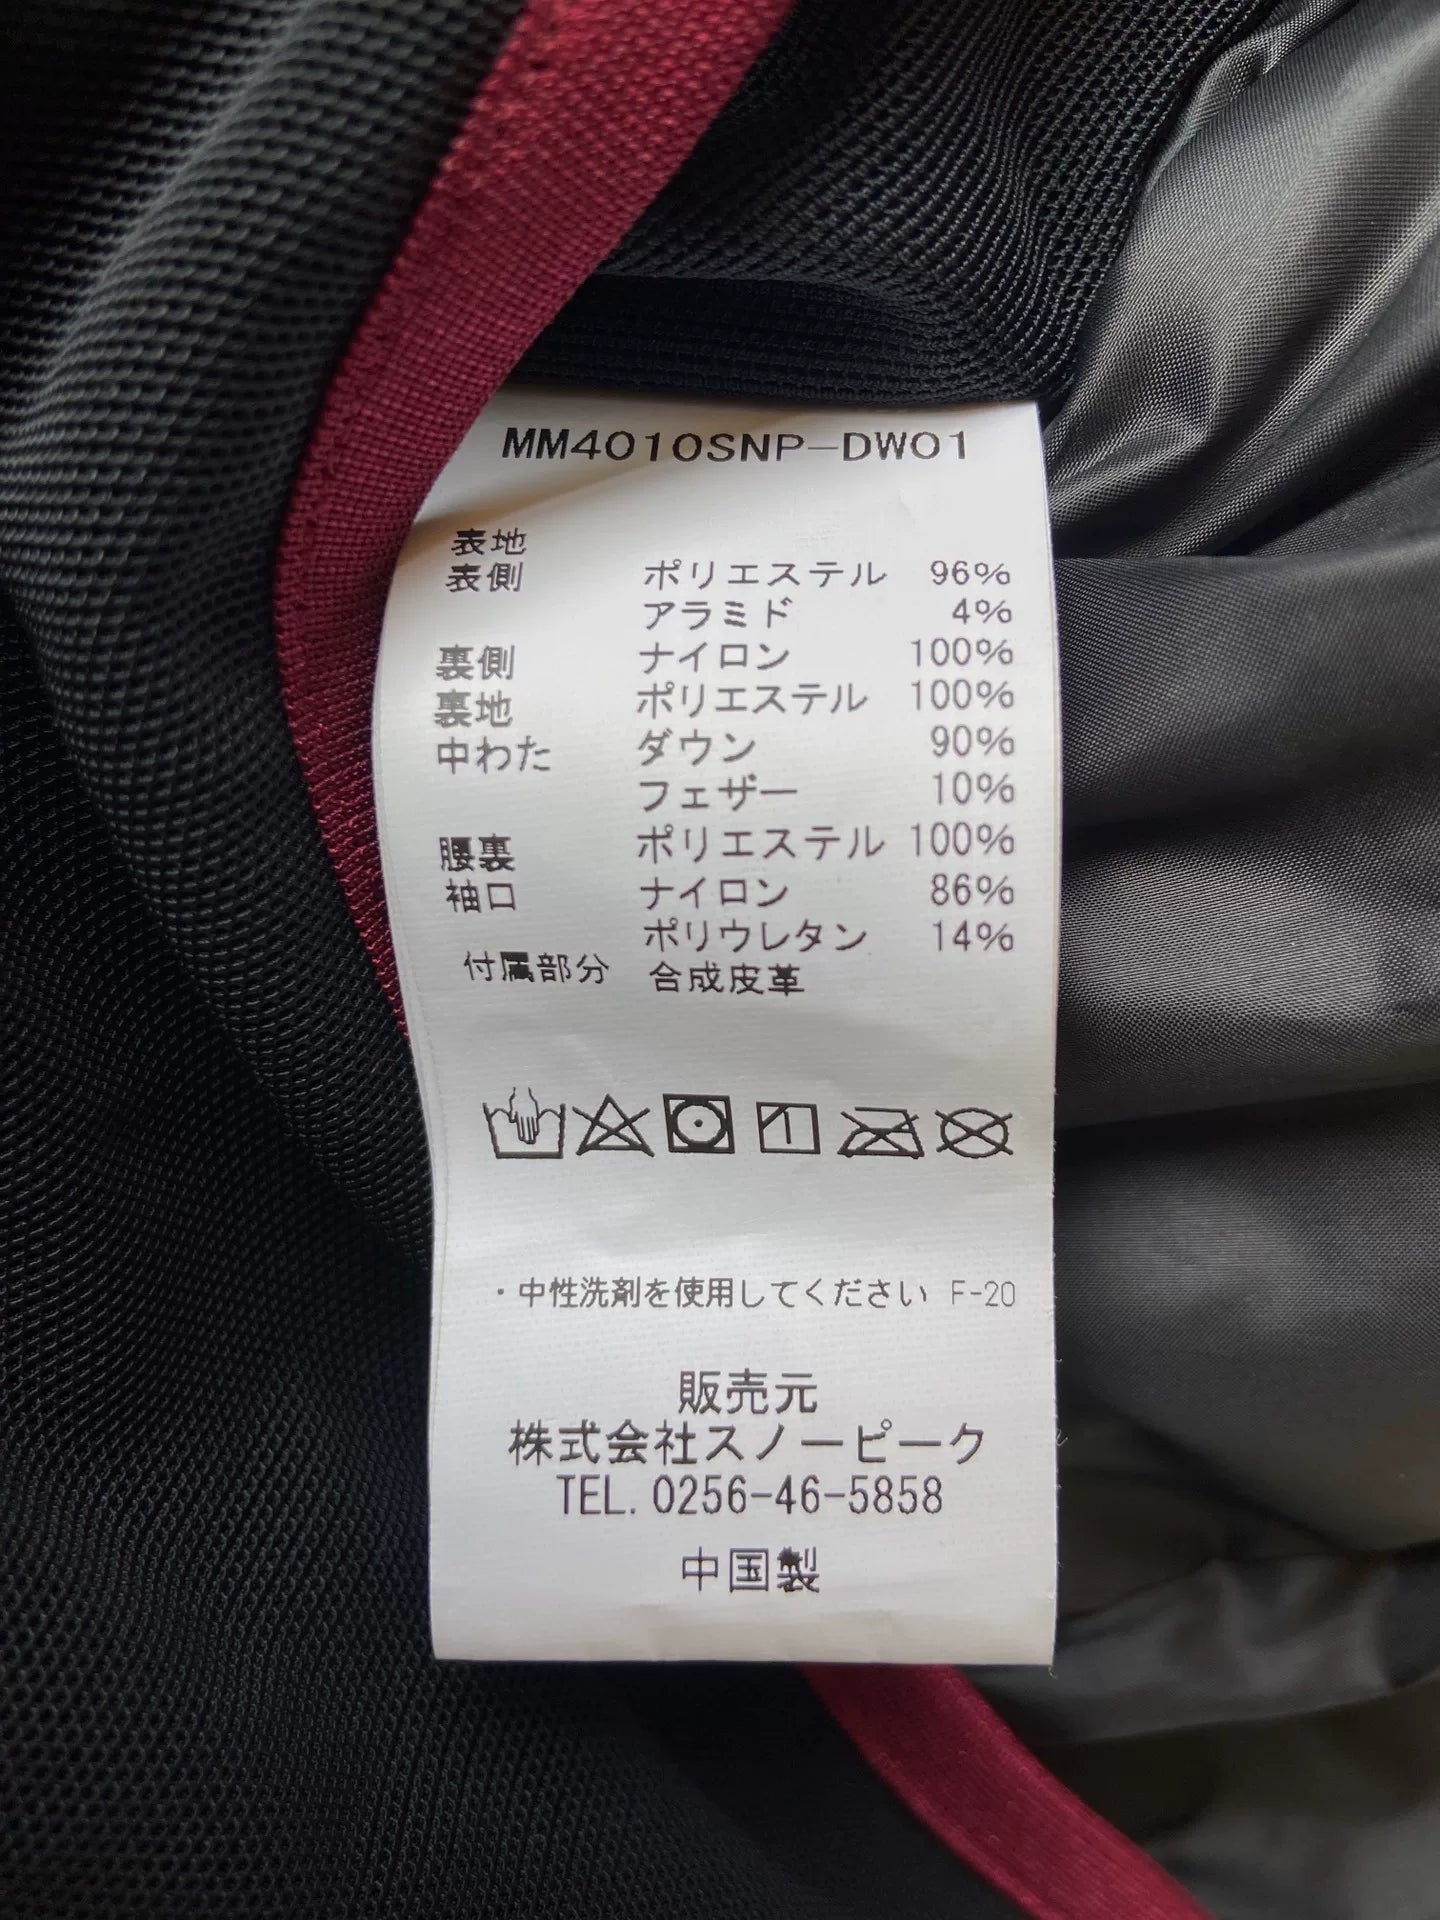 MM4010SNP-DW01
表地
表側 ポリエステル 96%
アラミド 4%
裏側 ナイロン 100%
裏地 ポリエステル 100%
中わた ダウン 90%
フェザー 10%
腰裏 ポリエステル 100%
袖口 ナイロン 86%
ポリウレタン 14%
付属部分 合成皮革
・中性洗剤を使用してください F-20
販売元
株式会社スノーピーク
TEL. 0256-46-5858
中国製